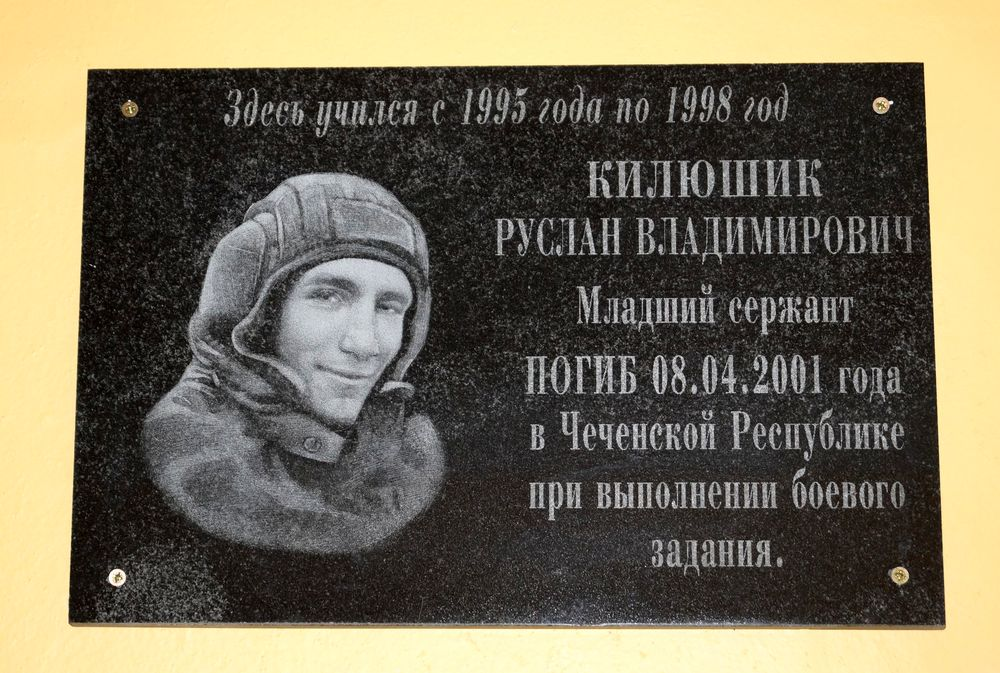 Здесь учился с 1995 года по 1998 год
КИЛЮШИК
РУСЛАН ВЛАДИМИРОВИЧ
Младший сержант
ПОГИБ 08.04.2001 года
в Чеченской Республике
при выполнении боевого
задания.